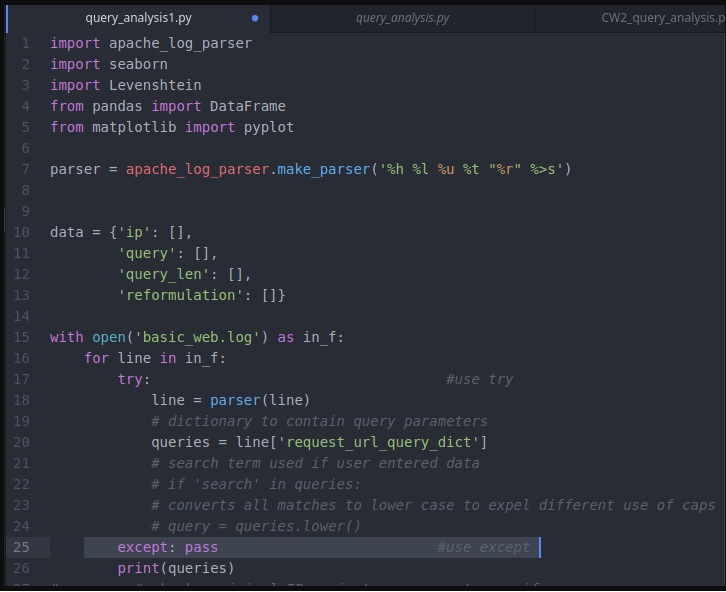 query_analysis1.py query_analysis.py CW2_query_analysis.p
1 import apache_log_parser
2 import seaborn
3 import Levenshtein
4 from pandas import DataFrame
5 from matplotlib import pyplot
6
7 parser = apache_log_parser.make_parser('%h %l %u %t "%r" %>s')
8
9
10 data = {'ip': [],
11 'query': [],
12 'query_len': [],
13 'reformulation': []}
14
15 with open('basic_web.log') as in_f:
16 for line in in_f:
17 try: #use try
18 line = parser(line)
19 # dictionary to contain query parameters
20 queries = line['request_url_query_dict']
21 # search term used if user entered data
22 # if 'search' in queries:
23 # converts all matches to lower case to expel different use of caps
24 # query = queries.lower()
25 except: pass #use except
26 print(queries)